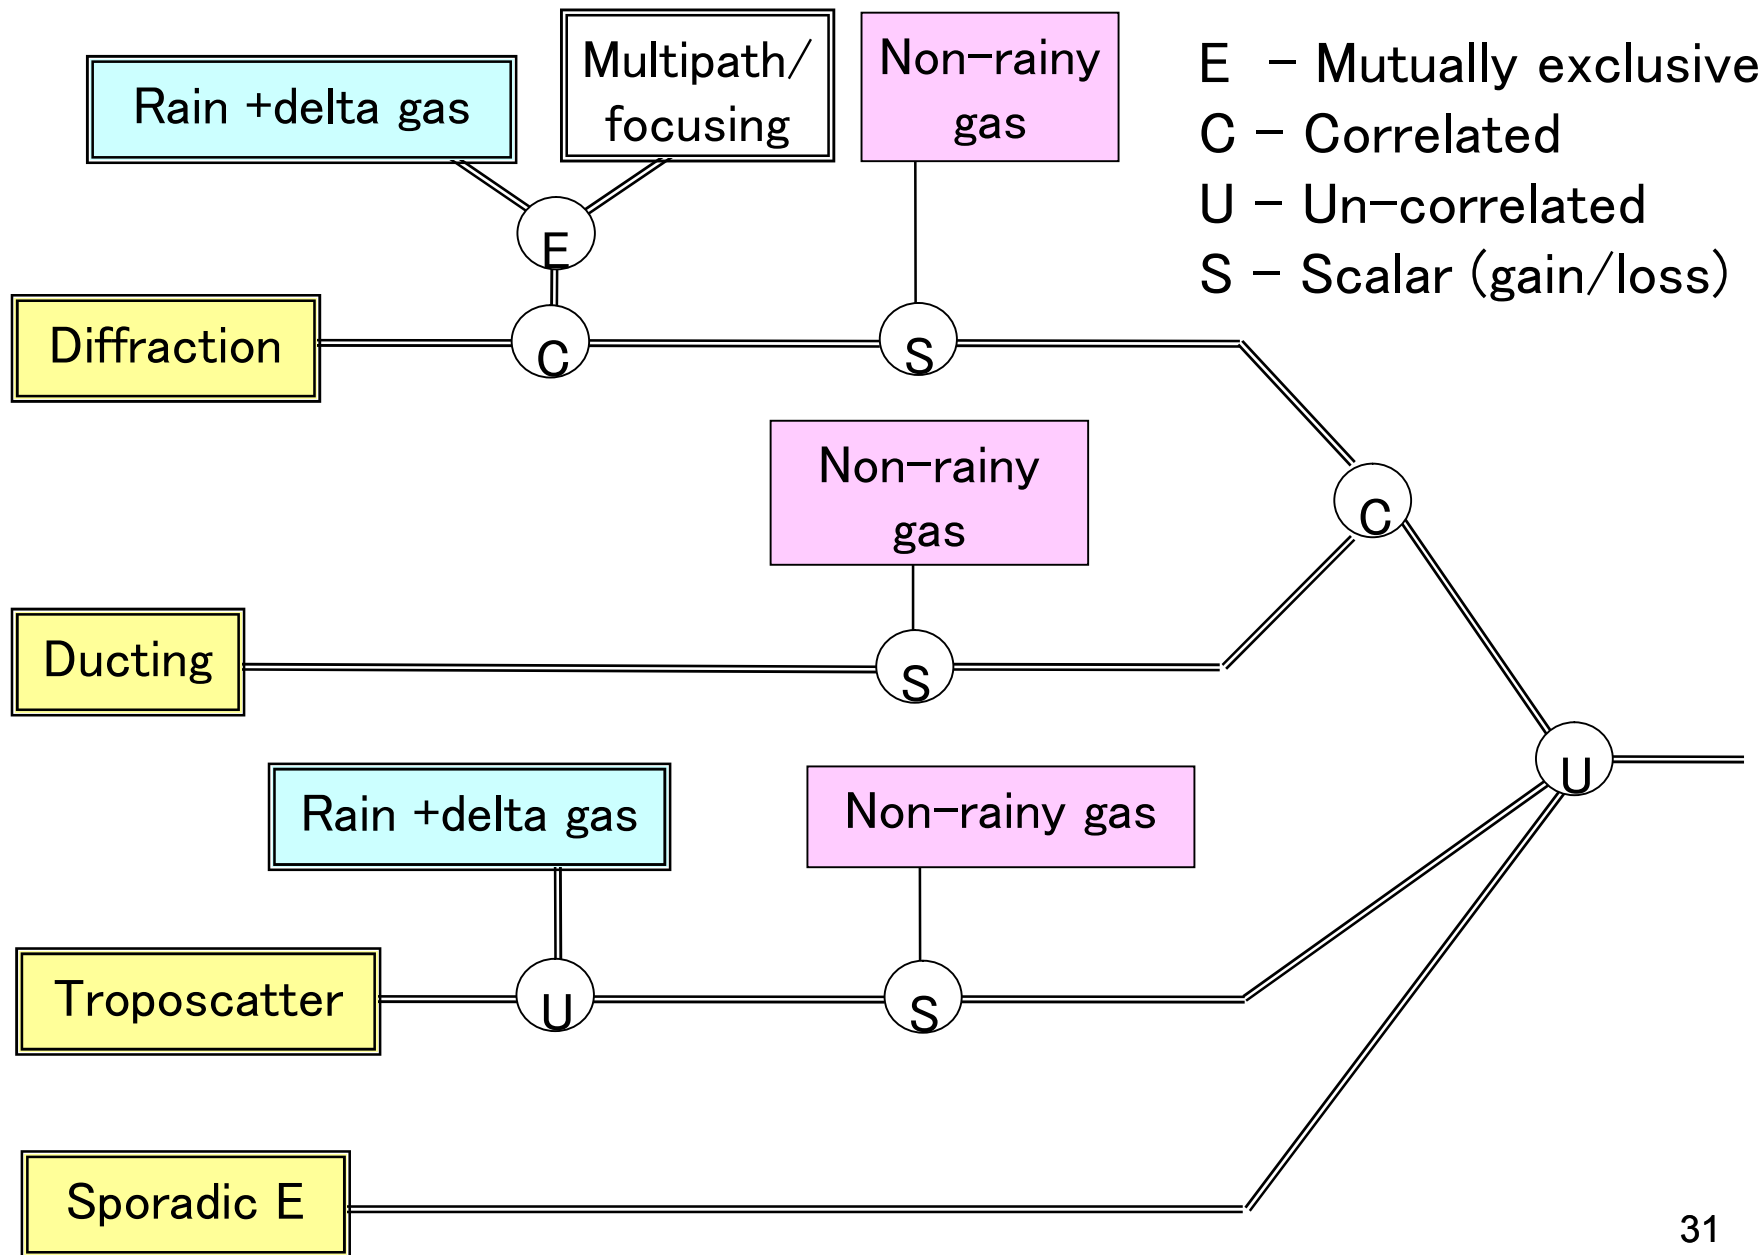 Rain +delta gas
Multipath/
focusing
Non-rainy
gas
E - Mutually exclusive
C - Correlated
U - Un-correlated
S - Scalar (gain/loss)
E
Diffraction
C
S
Non-rainy
gas
C
Ducting
S
Rain +delta gas
Non-rainy gas
U
Troposcatter
U
S
Sporadic E
31